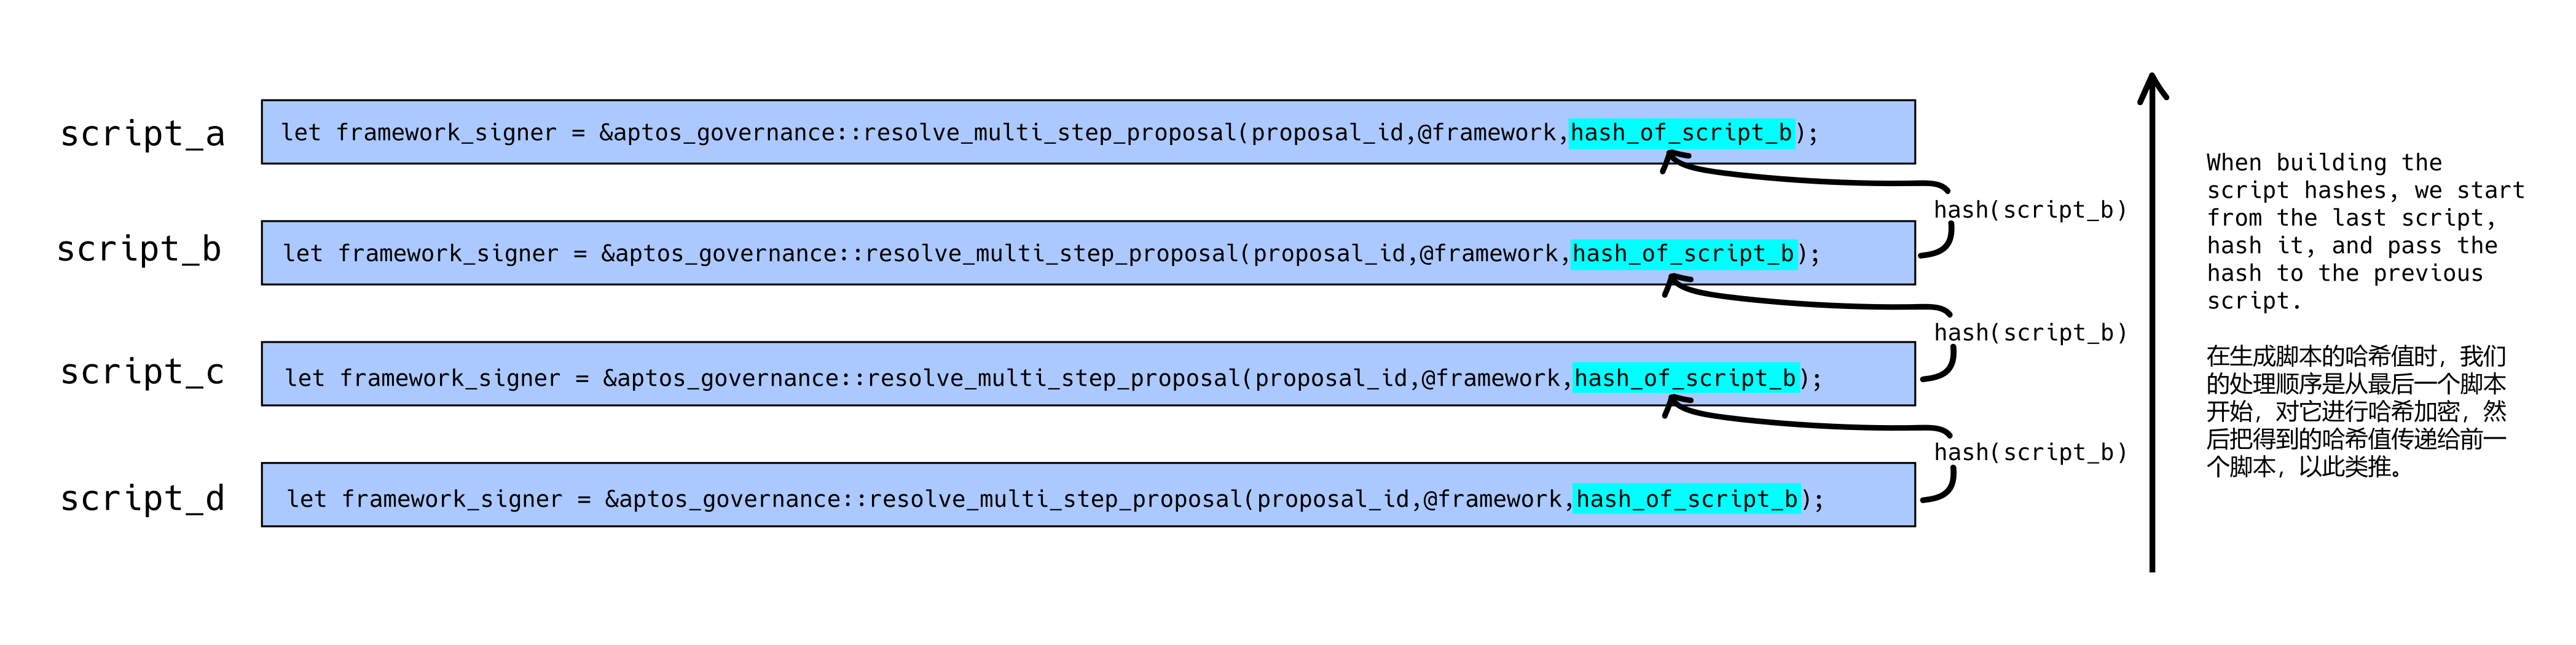 script_a
let framework_signer = &aptos_governance::resolve_multi_step_proposal(proposal_id,@framework,hash_of_script_b);
hash(script_b)
script_b
let framework_signer = &aptos_governance::resolve_multi_step_proposal(proposal_id,@framework,hash_of_script_b);
hash(script_b)
script_c
let framework_signer = &aptos_governance::resolve_multi_step_proposal(proposal_id,@framework,hash_of_script_b);
hash(script_b)
script_d
let framework_signer = &aptos_governance::resolve_multi_step_proposal(proposal_id,@framework,hash_of_script_b);
When building the
script hashes, we start
from the last script,
hash it, and pass the
hash to the previous
script.
在生成脚本的哈希值时，我们
的处理顺序是从最后一个脚本
开始，对它进行哈希加密，然
后把得到的哈希值传递给前一
个脚本，以此类推。